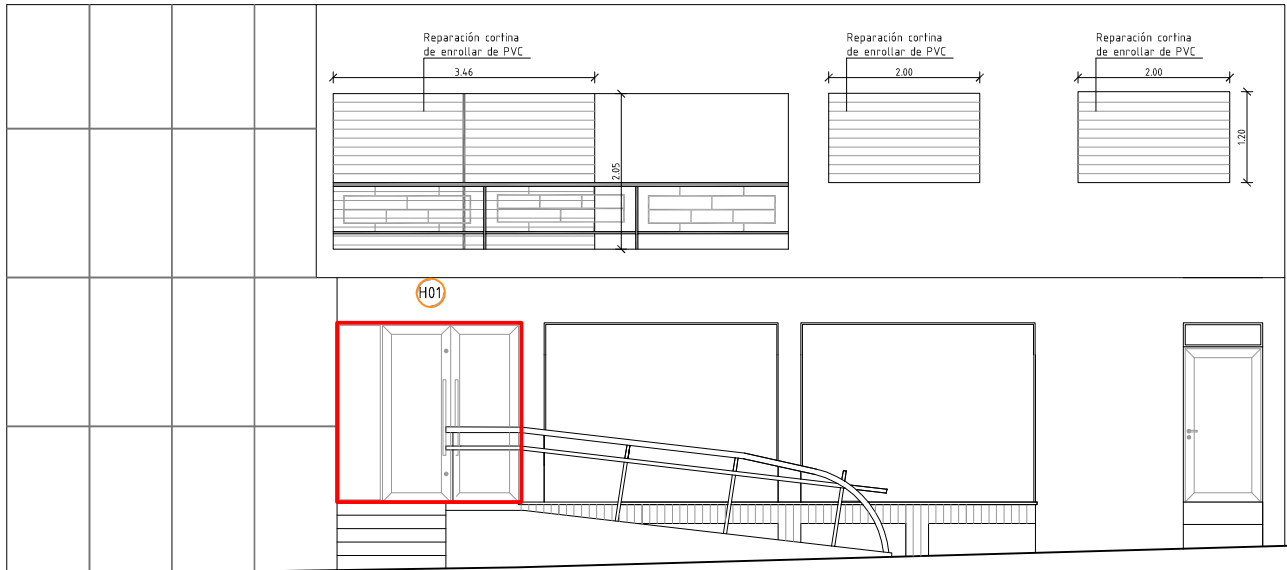 Reparación cortina
de enrollar de PVC
Reparación cortina
de enrollar de PVC
Reparación cortina
de enrollar de PVC
3.46
2.00
2.00
1.20
2.05
H01